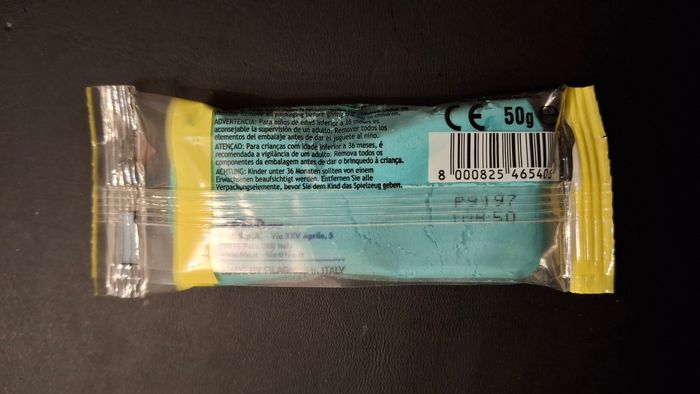 Remove all packaging before giving the toy to children.
ADVERTENCIA: Para niños de edad inferior a 36 meses es
aconsejable la supervisión de un adulto. Remover todos los
elementos del embalaje antes de dar el juguete al niño.
ATENÇAO: Para crianças com idade inferior a 36 meses, é
recomendada a vigilância de um adulto. Remova todos os
componentes da embalagem antes de dar o brinquedo à criança.
ACHTUNG: Kinder unter 36 Monaten sollten von einem
Erwachsenen beaufsichtigt werden. Entfernen Sie alle
Verpackungselemente, bevor Sie dem Kind das Spielzeug geben.
CE 50g e
8 000825 465406
S.p.A. - Via XXV Aprile, 5
Italy
BY FILA IN ITALY